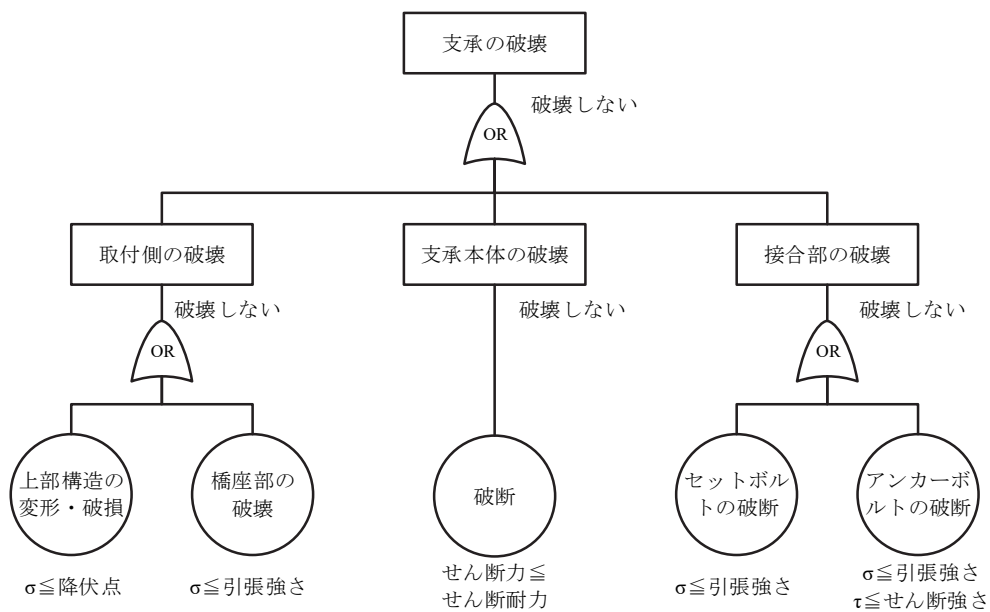 支承の破壊
破壊しない
OR
取付側の破壊
支承本体の破壊
接合部の破壊
破壊しない
破壊しない
破壊しない
OR
OR
上部構造の
変形・破損
橋座部の
破壊
破断
セットボル
トの破断
アンカーボ
ルトの破断
σ≦降伏点
σ≦引張強さ
せん断力≦
せん断耐力
σ≦引張強さ
σ≦引張強さ
τ≦せん断強さ